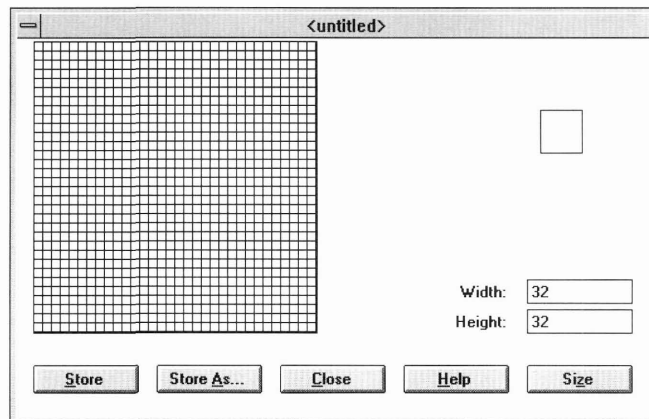 <untitled>
Width: 32
Height: 32
Store Store As... Close Help Size